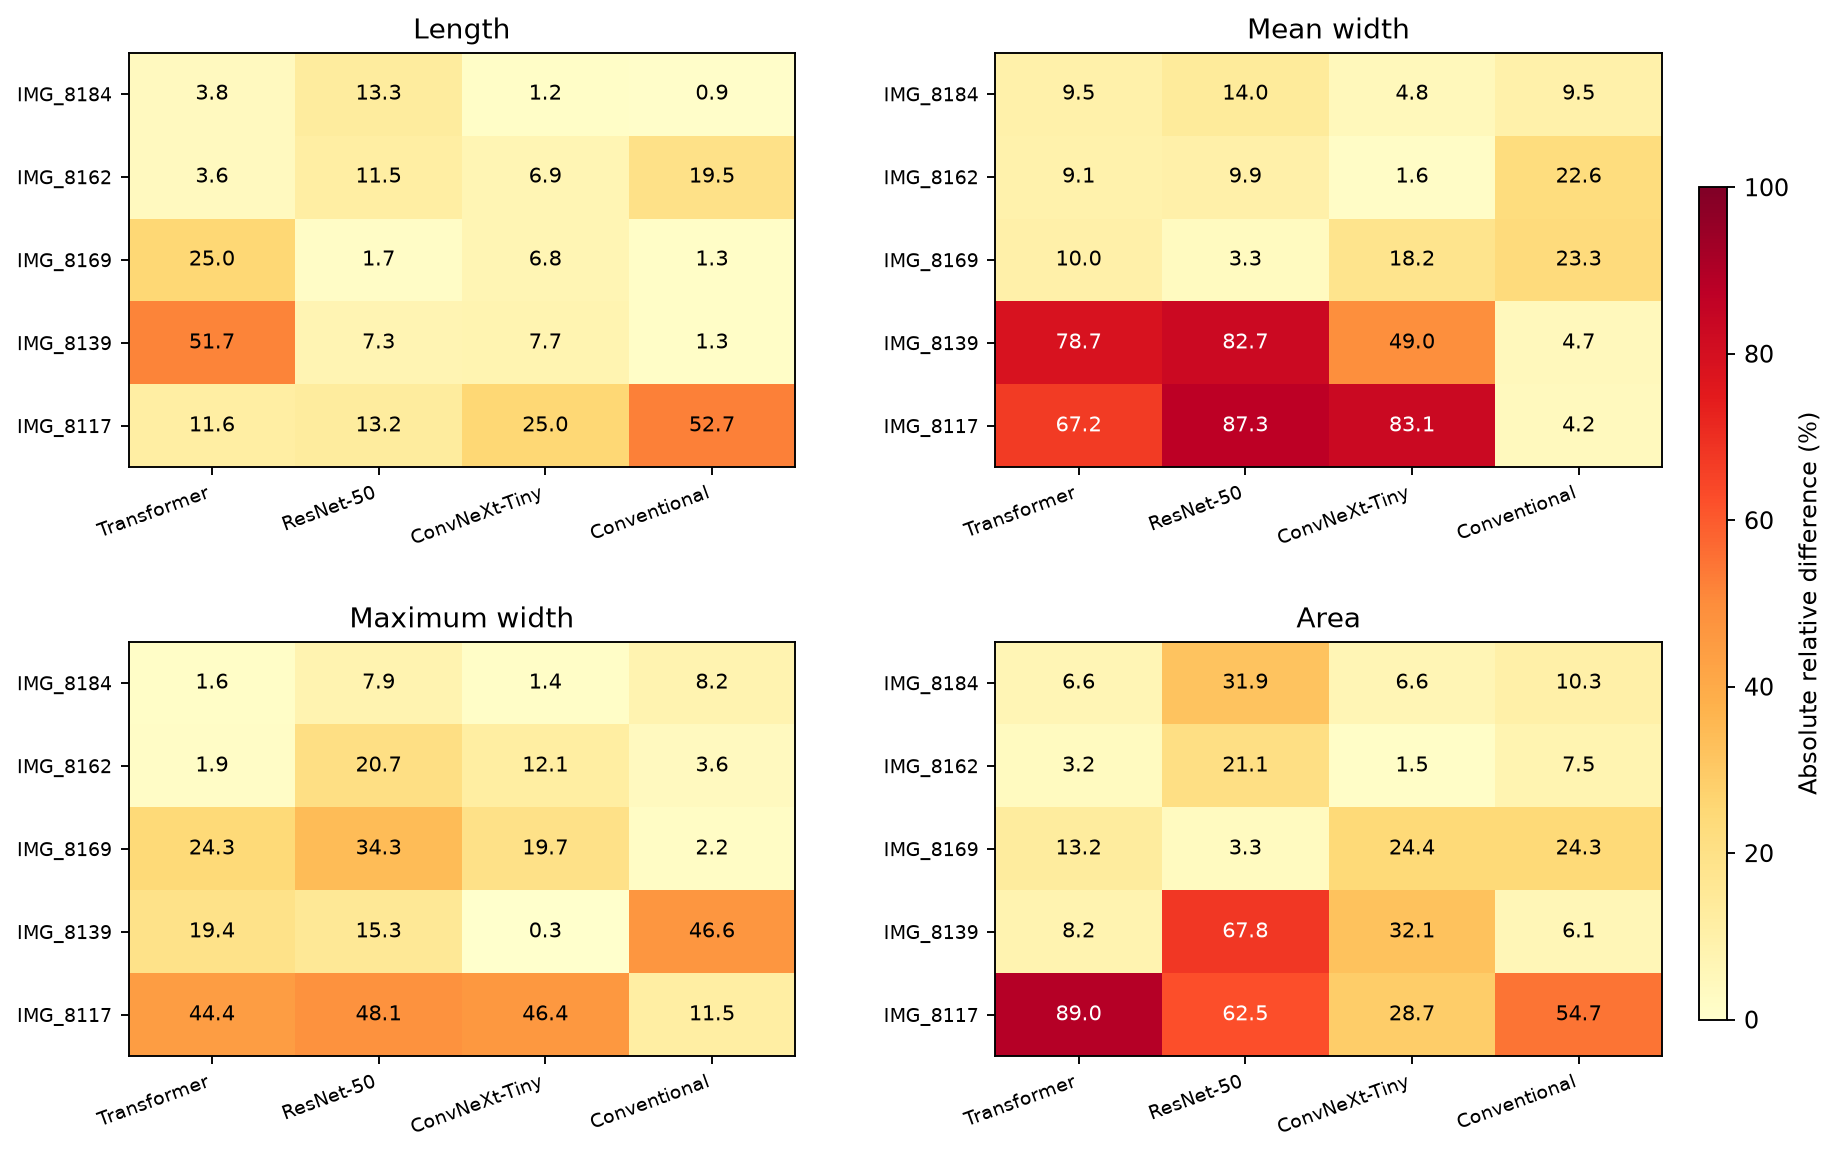 Length
IMG_8184 3.8 13.3 1.2 0.9
IMG_8162 3.6 11.5 6.9 19.5
IMG_8169 25.0 1.7 6.8 1.3
IMG_8139 51.7 7.3 7.7 1.3
IMG_8117 11.6 13.2 25.0 52.7
Transformer ResNet-50 ConvNeXt-Tiny Conventional
Mean width
IMG_8184 9.5 14.0 4.8 9.5
IMG_8162 9.1 9.9 1.6 22.6
IMG_8169 10.0 3.3 18.2 23.3
IMG_8139 78.7 82.7 49.0 4.7
IMG_8117 67.2 87.3 83.1 4.2
Transformer ResNet-50 ConvNeXt-Tiny Conventional
Maximum width
IMG_8184 1.6 7.9 1.4 8.2
IMG_8162 1.9 20.7 12.1 3.6
IMG_8169 24.3 34.3 19.7 2.2
IMG_8139 19.4 15.3 0.3 46.6
IMG_8117 44.4 48.1 46.4 11.5
Transformer ResNet-50 ConvNeXt-Tiny Conventional
Area
IMG_8184 6.6 31.9 6.6 10.3
IMG_8162 3.2 21.1 1.5 7.5
IMG_8169 13.2 3.3 24.4 24.3
IMG_8139 8.2 67.8 32.1 6.1
IMG_8117 89.0 62.5 28.7 54.7
Transformer ResNet-50 ConvNeXt-Tiny Conventional
100
80
60
40
20
0
Absolute relative difference (%)